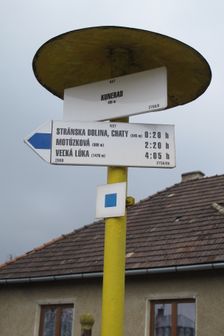 KUNERAD
STRÁNSKA DOLINA, CHATY 0:20 h
MOTÚZKOVÁ 2:20 h
VEĽKÁ LÚKA (1476 m) 4:05 h